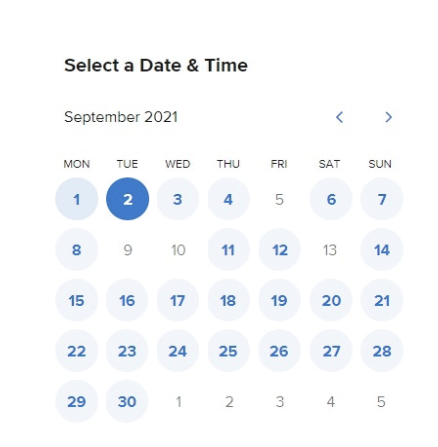 Select a Date & Time
September 2021
MON TUE WED THU FRI SAT SUN
1 2 3 4 5 6 7
8 9 10 11 12 13 14
15 16 17 18 19 20 21
22 23 24 25 26 27 28
29 30 1 2 3 4 5